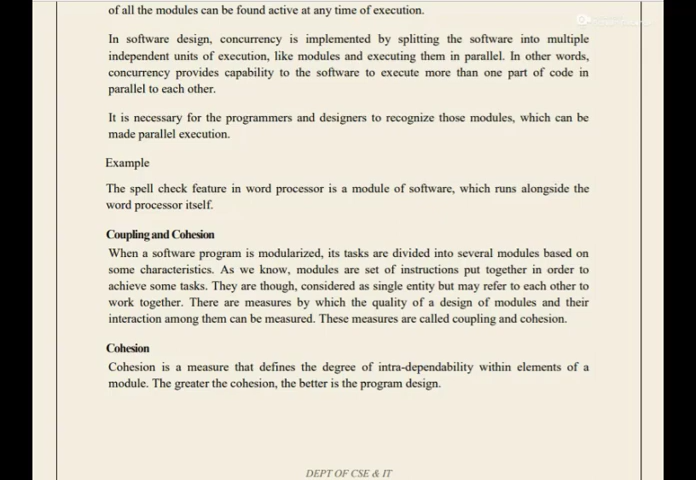 of all the modules can be found active at any time of execution.
In software design, concurrency is implemented by splitting the software into multiple
independent units of execution, like modules and executing them in parallel. In other words,
concurrency provides capability to the software to execute more than one part of code in
parallel to each other.
It is necessary for the programmers and designers to recognize those modules, which can be
made parallel execution.
Example
The spell check feature in word processor is a module of software, which runs alongside the
word processor itself.
Coupling and Cohesion
When a software program is modularized, its tasks are divided into several modules based on
some characteristics. As we know, modules are set of instructions put together in order to
achieve some tasks. They are though, considered as single entity but may refer to each other to
work together. There are measures by which the quality of a design of modules and their
interaction among them can be measured. These measures are called coupling and cohesion.
Cohesion
Cohesion is a measure that defines the degree of intra-dependability within elements of a
module. The greater the cohesion, the better is the program design.
DEPT OF CSE & IT